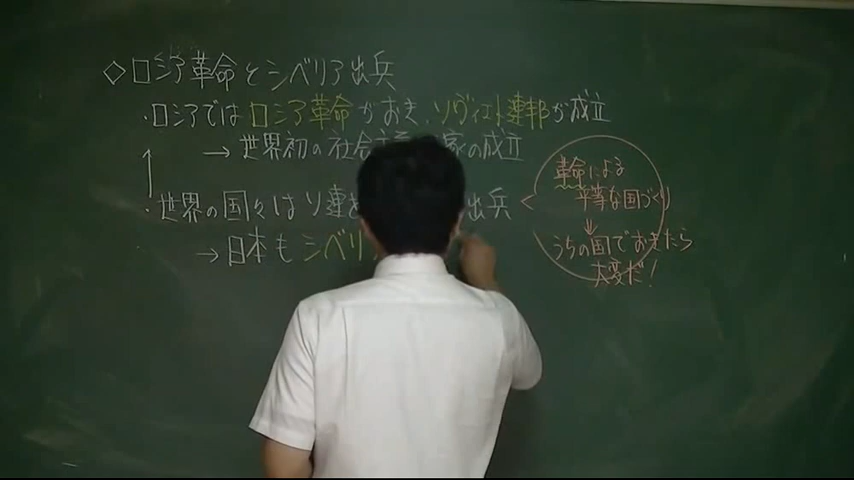 ◇ロシア革命とシベリア出兵
・ロシアでは ロシア革命がおき、ソヴィエト連邦が成立
→ 世界初の社会主 家の成立
・世界の国々はソ連を 出兵
→ 日本もシベリ
革命による
平等な国づくり
↓
うちの国でおきたら
大変だ!